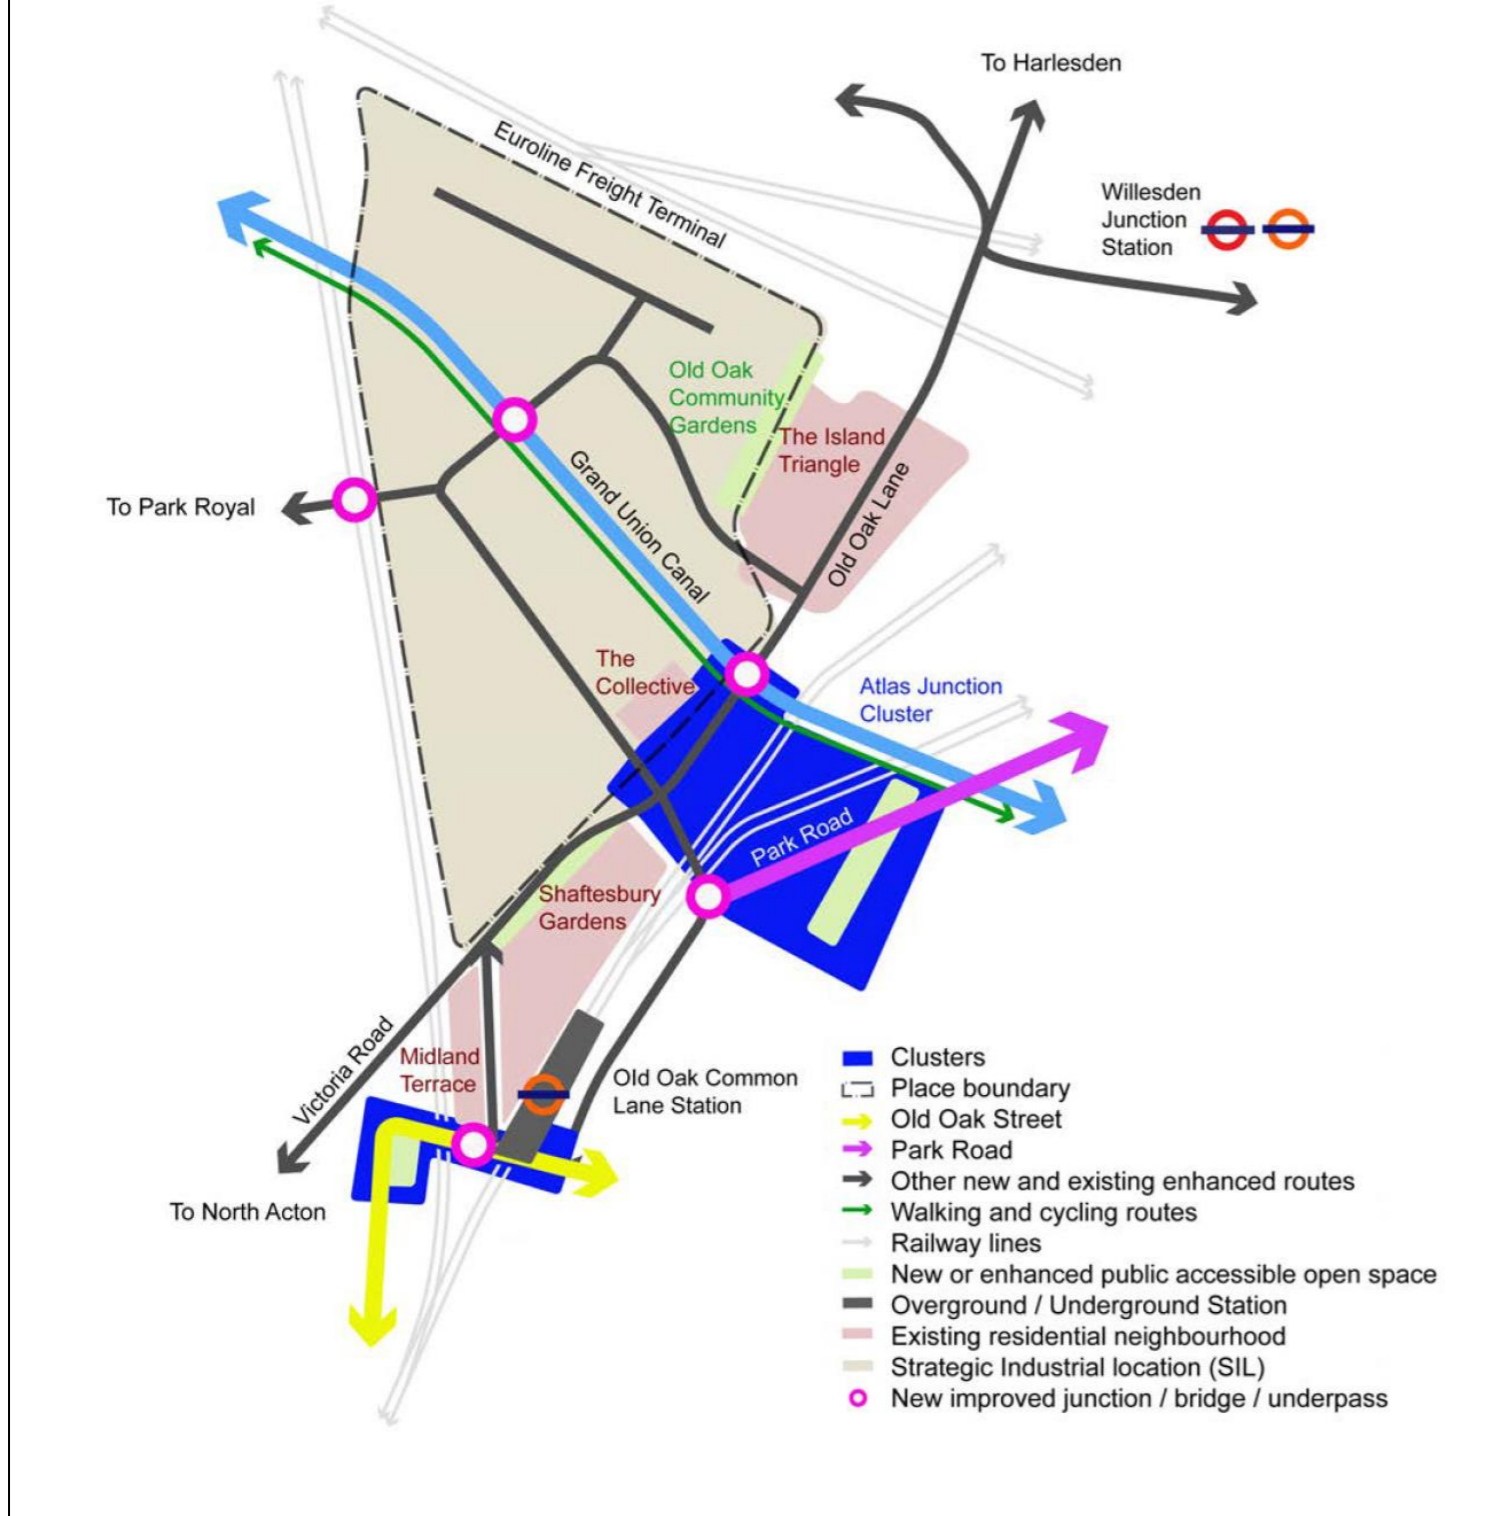 To Harlesden
Euroline Freight Terminal
Willesden
Junction
Station
Old Oak
Community
Gardens
The Island
Triangle
Old Oak Lane
Grand Union Canal
To Park Royal
The
Collective
Atlas Junction
Cluster
Park Road
Shaftesbury
Gardens
Victoria Road
Midland
Terrace
Old Oak Common
Lane Station
To North Acton
Clusters
Place boundary
Old Oak Street
Park Road
Other new and existing enhanced routes
Walking and cycling routes
Railway lines
New or enhanced public accessible open space
Overground / Underground Station
Existing residential neighbourhood
Strategic Industrial location (SIL)
New improved junction / bridge / underpass